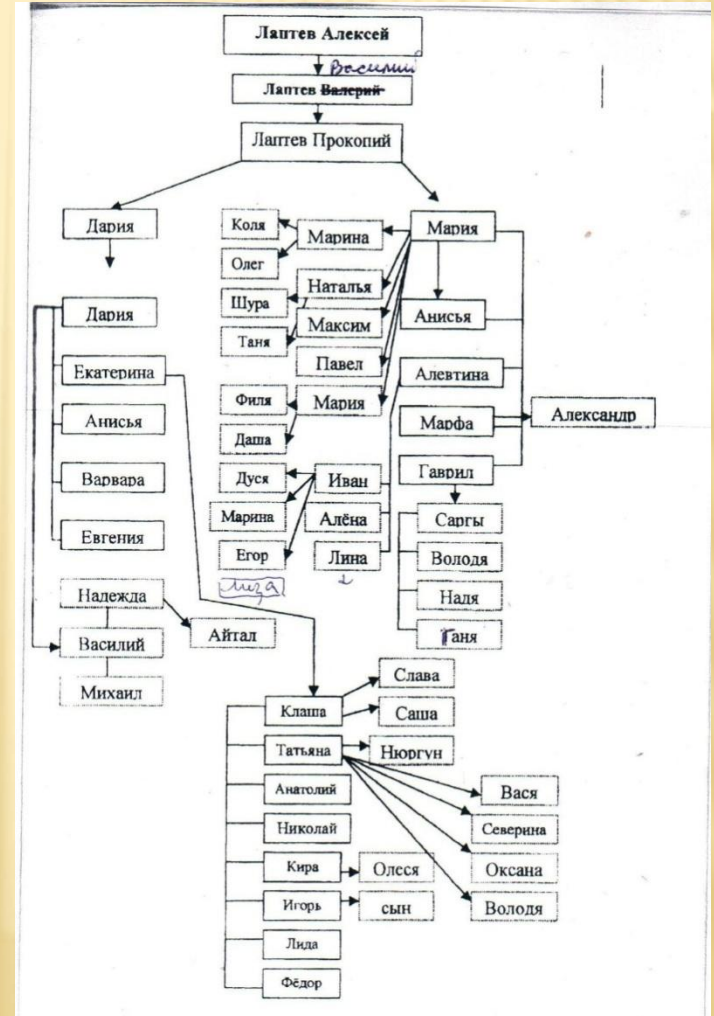 Лаптев Алексей
Василий
Лаптев Валерий
Лаптев Прокопий
Дария
Коля
Марина
Мария
Олег
Наталья
Шура
Дария
Максим
Анисья
Таня
Павел
Екатерина
Алевтина
Филя
Мария
Александр
Анисья
Марфа
Даша
Варвара
Дуся
Иван
Гаврил
Марина
Алёна
Саргы
Евгения
Егор
Лина
Володя
Лиза
Надежда
Надя
Айтал
Василий
Таня
Михаил
Слава
Клаша
Саша
Татьяна
Нюргун
Анатолий
Вася
Николай
Северина
Кира
Олеся
Оксана
Игорь
сын
Володя
Лида
Фёдор